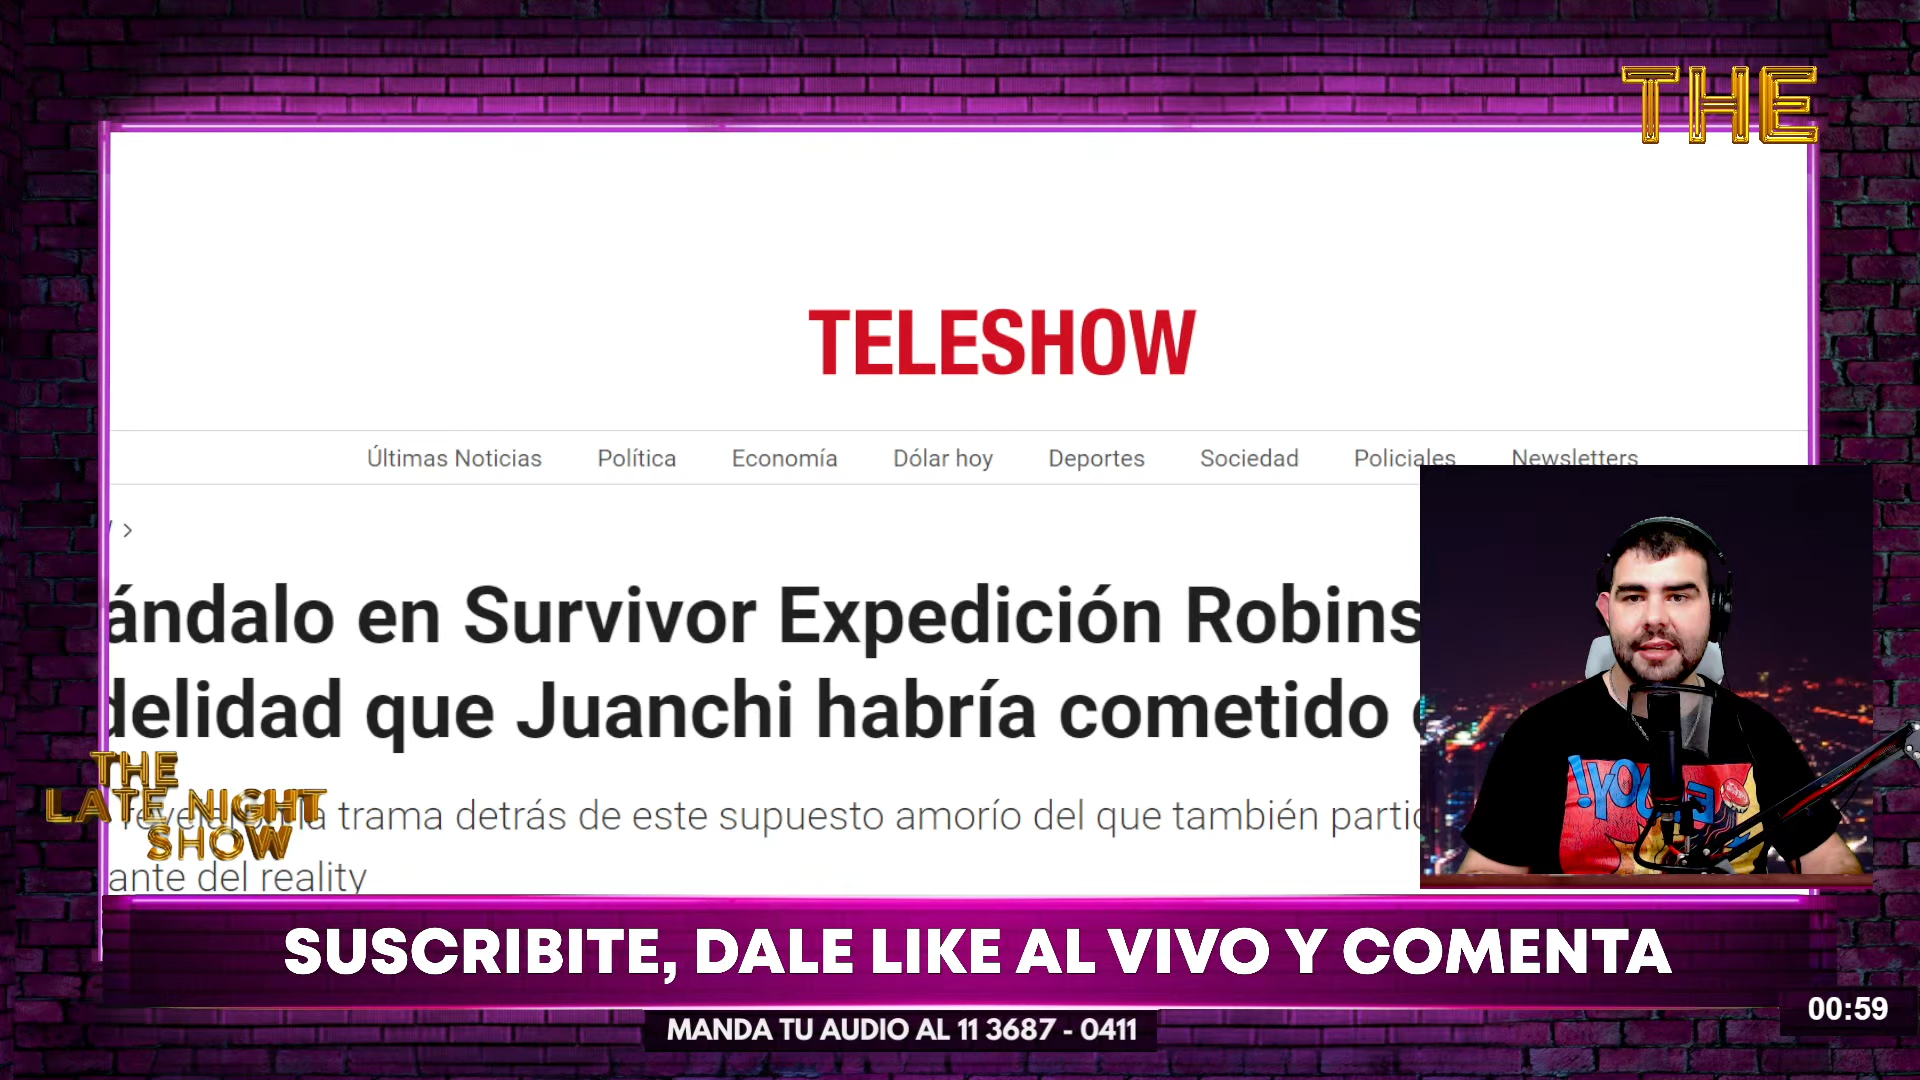 THE
TELESHOW
Últimas Noticias Política Economía Dólar hoy Deportes Sociedad Policiales Newsletters
ándalo en Survivor Expedición Robins
delidad que Juanchi habría cometido
trama detrás de este supuesto amorío del que también partic
ante del reality
THE
LATE NIGHT
SHOW
SUSCRIBITE, DALE LIKE AL VIVO Y COMENTA
00:59
MANDA TU AUDIO AL 11 3687 - 0411